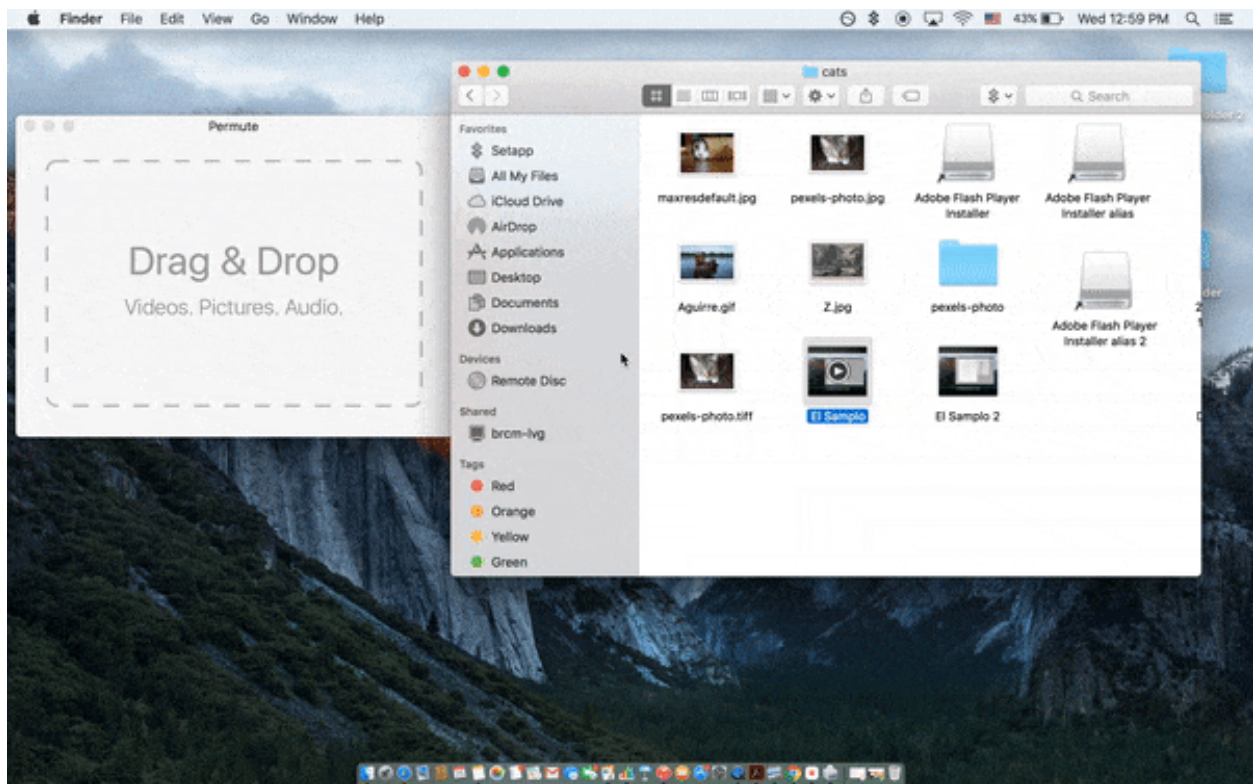 Finder File Edit View Go Window Help 43% Wed 12:59 PM
cats
Search
Permute
Drag & Drop
Videos. Pictures. Audio.
Favorites
Setapp
All My Files
iCloud Drive
AirDrop
Applications
Desktop
Documents
Downloads
Devices
Remote Disc
Shared
brcm-lvg
Tags
Red
Orange
Yellow
Green
maxresdefault.jpg
pexels-photo.jpg
Adobe Flash Player
Installer
Adobe Flash Player
Installer alias
Aguirre.gif
Z.jpg
pexels-photo
Adobe Flash Player
Installer alias 2
pexels-photo.tiff
El Samplo
El Samplo 2